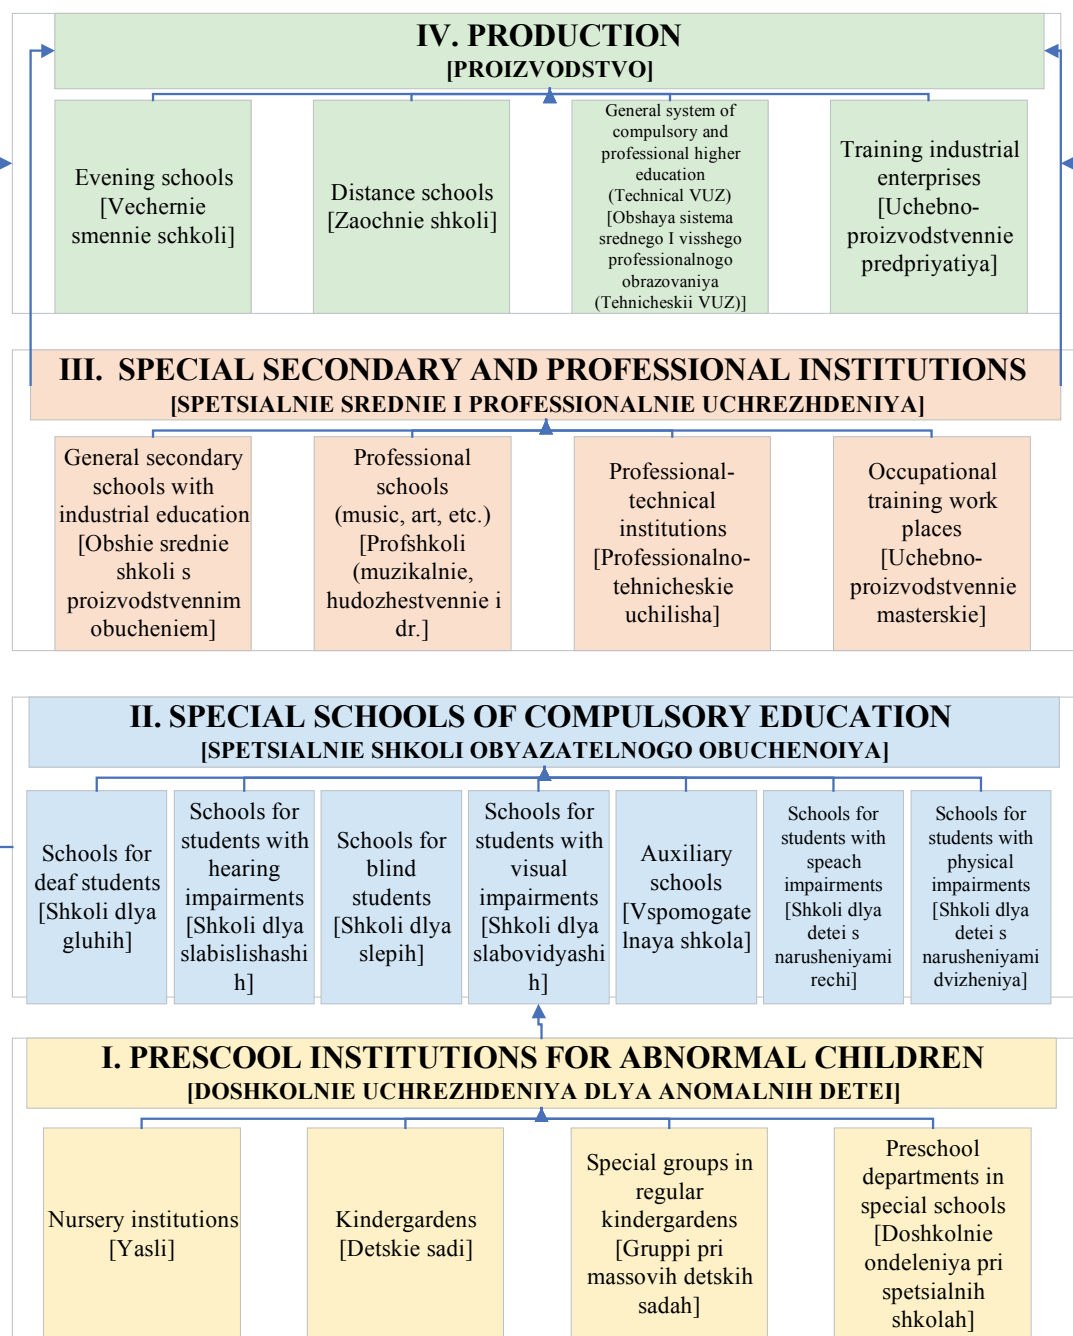 IV. PRODUCTION
[PROIZVODSTVO]
Evening schools
[Vechernie
smennie schkoli]
Distance schools
[Zaochnie shkoli]
General system of
compulsory and
professional higher
education
(Technical VUZ)
[Obshaya sistema
srednego I visshego
professionalnogo
obrazovaniya
(Tehnicheskii VUZ)]
Training industrial
enterprises
[Uchebno-
proizvodstvennie
predpriyatiya]
III. SPECIAL SECONDARY AND PROFESSIONAL INSTITUTIONS
[SPETSIALNIE SREDNIE I PROFESSIONALNIE UCHREZHDENIYA]
General secondary
schools with
industrial education
[Obshie srednie
shkoli s
proizvodstvennim
obucheniem]
Professional
schools
(music, art, etc.)
[Profshkoli
(muzikalnie,
hudozhestvennie i
dr.]
Professional-
technical
institutions
[Professionalno-
tehnicheskie
uchilisha]
Occupational
training work
places
[Uchebno-
proizvodstvennie
masterskie]
II. SPECIAL SCHOOLS OF COMPULSORY EDUCATION
[SPETSIALNIE SHKOLI OBYAZATELNOGO OBUCHENOIYA]
Schools for
deaf students
[Shkoli dlya
gluhih]
Schools for
students with
hearing
impairments
[Shkoli dlya
slabislishashi
h]
Schools for
blind
students
[Shkoli dlya
slepih]
Schools for
students with
visual
impairments
[Shkoli dlya
slabovidyashi
h]
Auxiliary
schools
[Vspomogate
lnaya shkola]
Schools for
students with
speach
impairments
[Shkoli dlya
detei s
narusheniyami
rechi]
Schools for
students with
physical
impairments
[Shkoli dlya
detei s
narusheniyami
dvizheniya]
I. PRESCOOL INSTITUTIONS FOR ABNORMAL CHILDREN
[DOSHKOLNIE UCHREZHDENIYA DLYA ANOMALNIH DETEI]
Nursery institutions
[Yasli]
Kindergardens
[Detskie sadi]
Special groups in
regular
kindergardens
[Gruppi pri
massovih detskih
sadah]
Preschool
departments in
special schools
[Doshkolnie
ondeleniya pri
spetsialnih
shkolah]